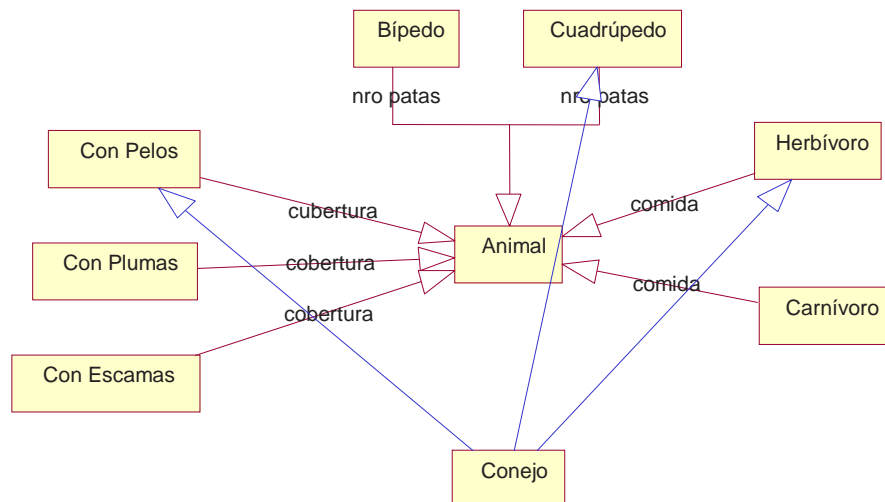 Bípedo
Cuadrúpedo
nro patas
nro patas
Con Pelos
Herbívoro
cubertura
comida
Animal
Con Plumas
cobertura
comida
cobertura
Carnívoro
Con Escamas
Conejo